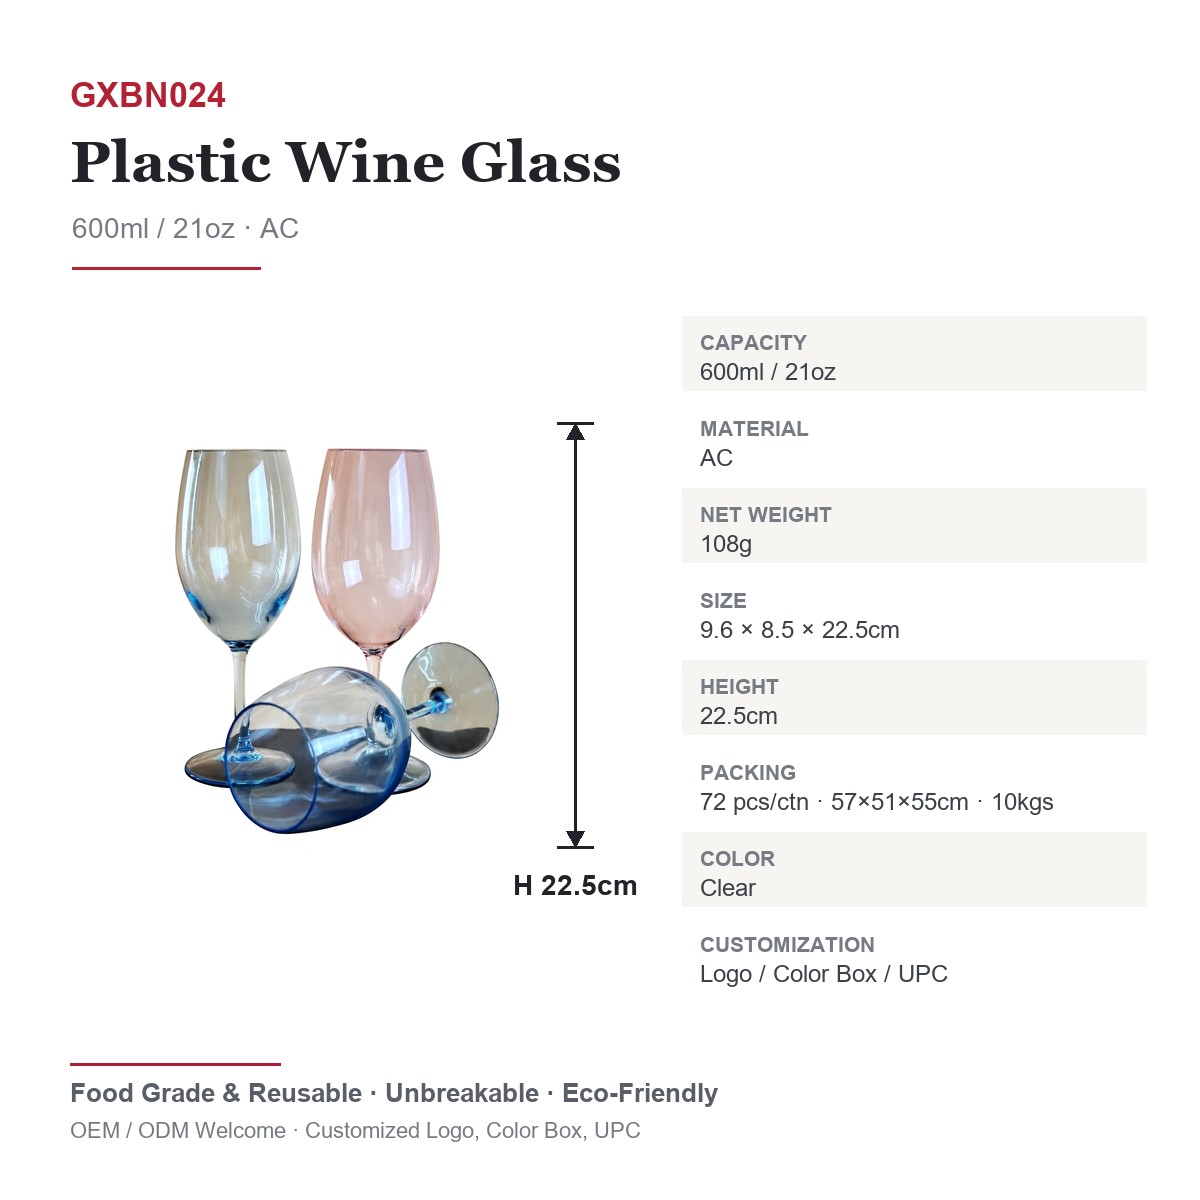 GXBN024
Plastic Wine Glass
600ml / 21oz · AC
CAPACITY
600ml / 21oz
MATERIAL
AC
NET WEIGHT
108g
SIZE
9.6 × 8.5 × 22.5cm
HEIGHT
22.5cm
PACKING
72 pcs/ctn · 57×51×55cm · 10kgs
COLOR
Clear
CUSTOMIZATION
Logo / Color Box / UPC
H 22.5cm
Food Grade & Reusable · Unbreakable · Eco-Friendly
OEM / ODM Welcome · Customized Logo, Color Box, UPC